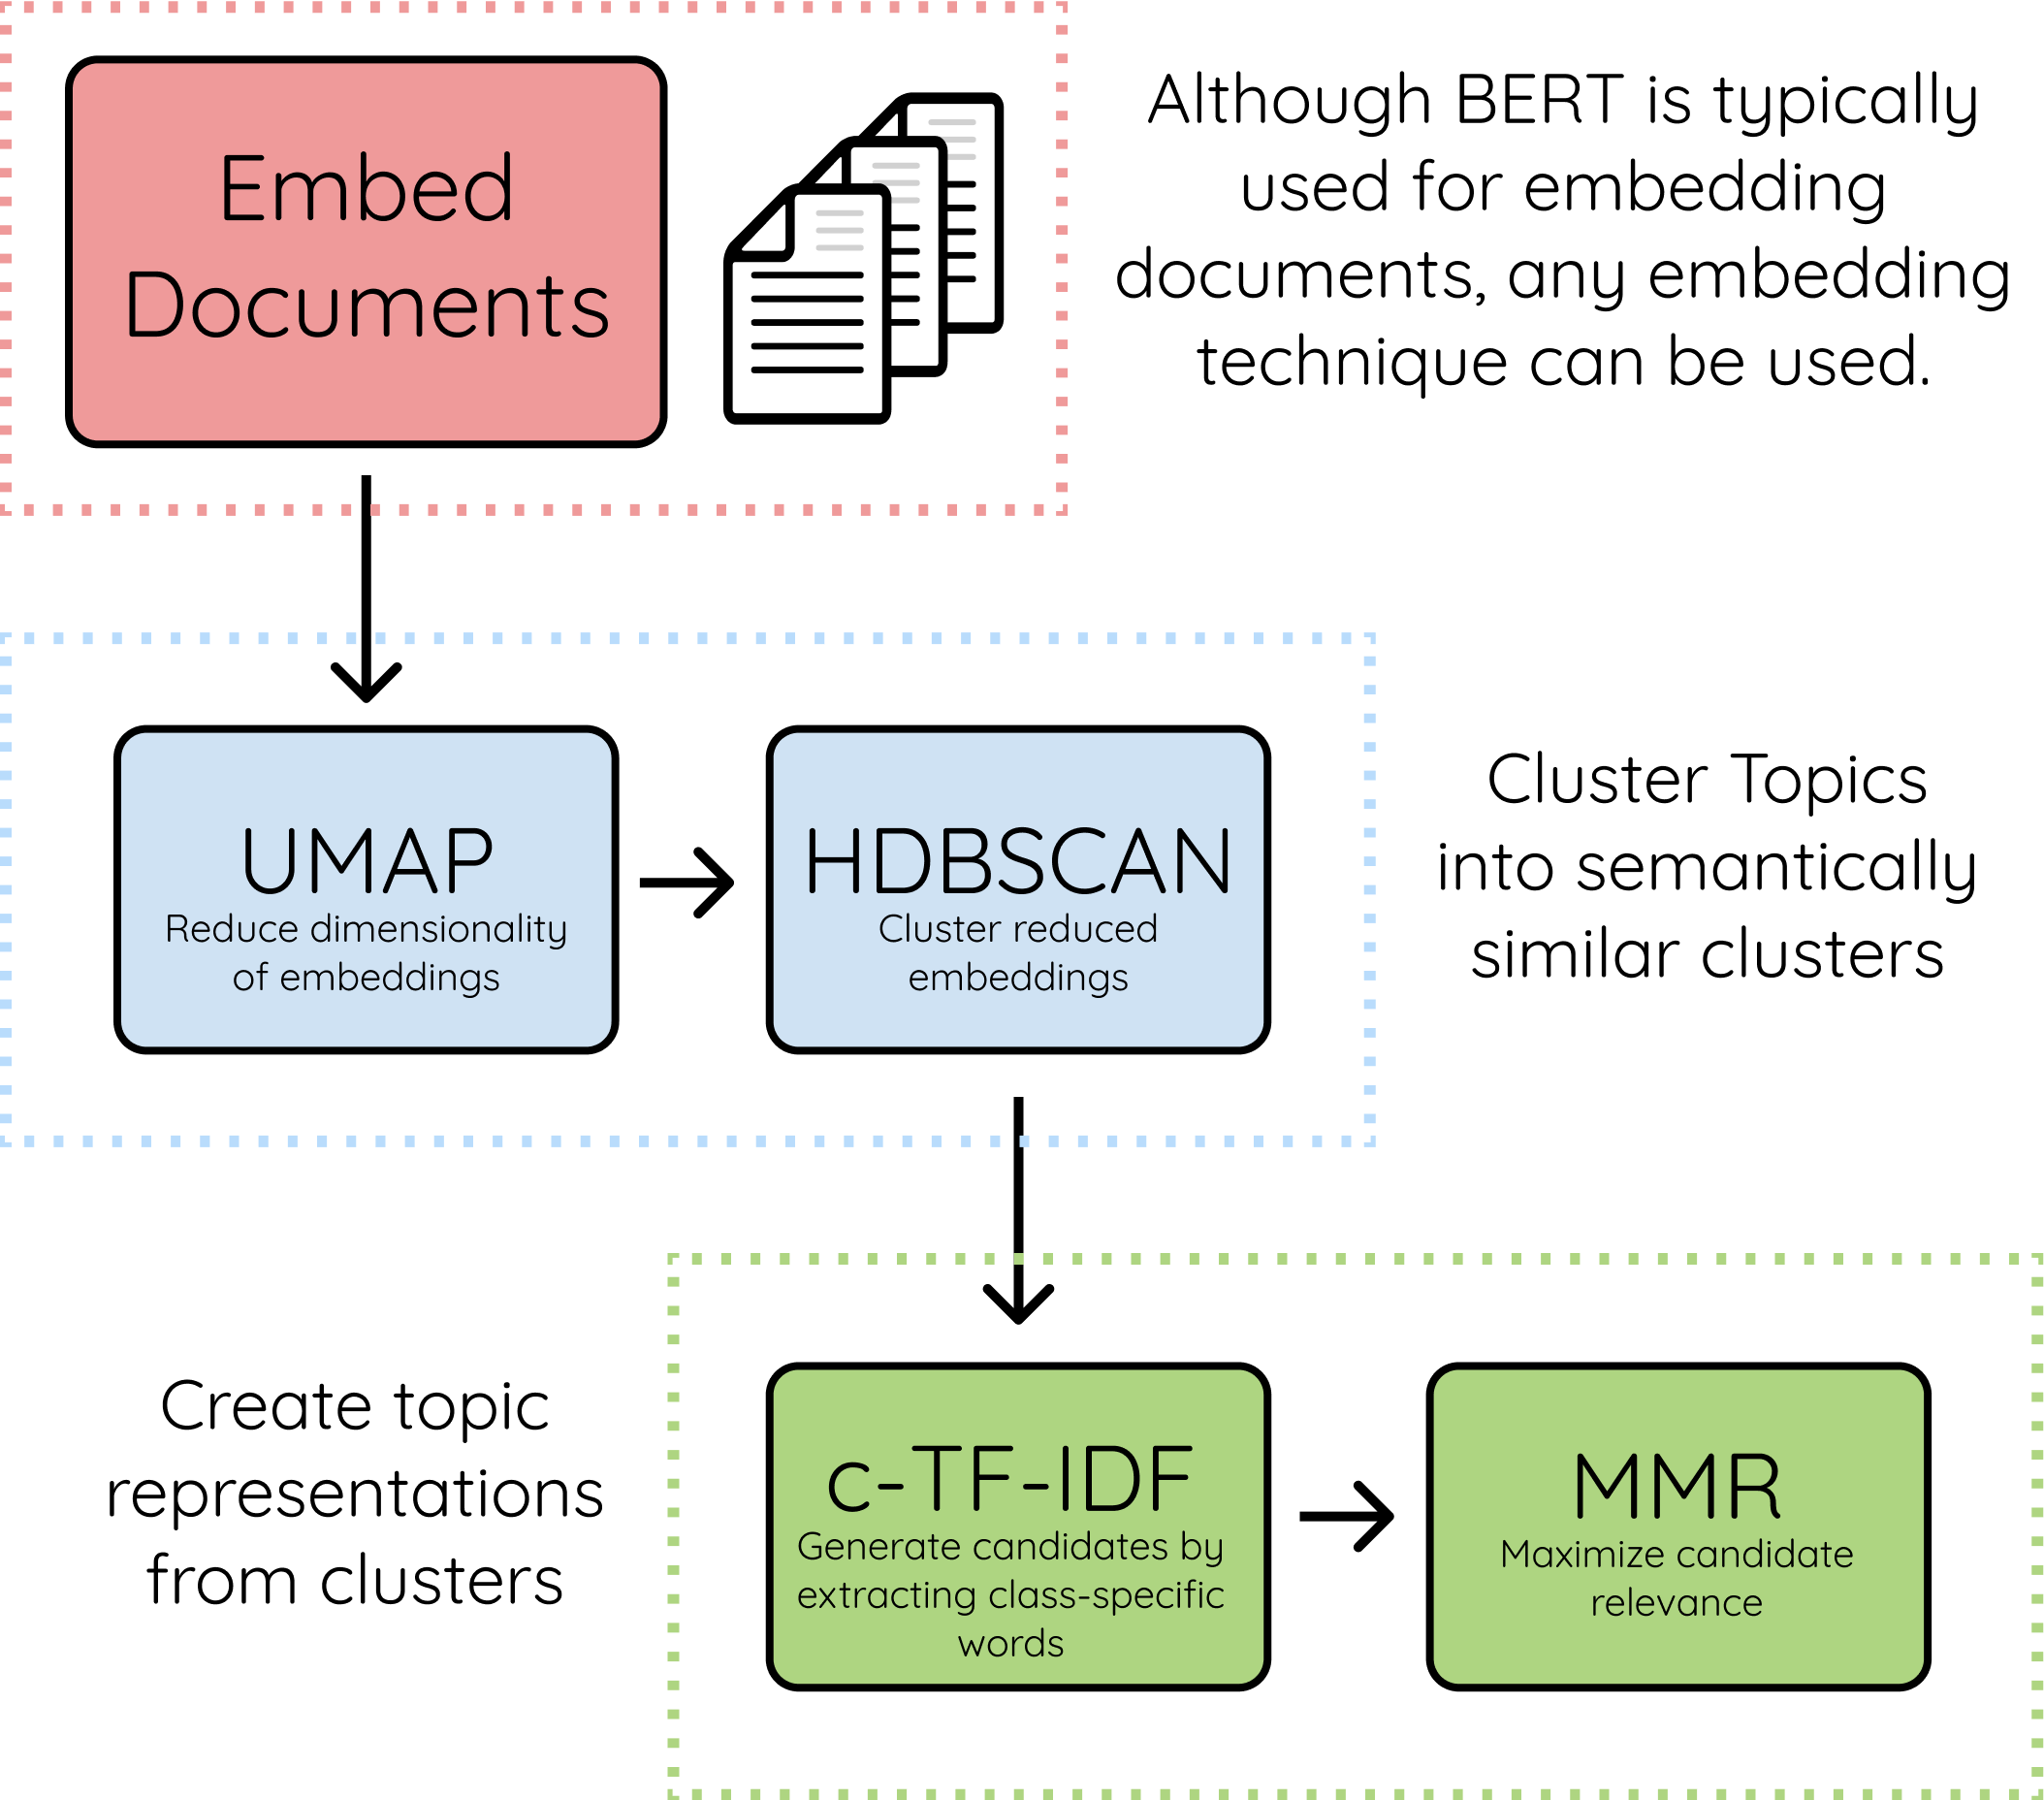 Embed
Documents
Although BERT is typically
used for embedding
documents, any embedding
technique can be used.
UMAP
Reduce dimensionality
of embeddings
HDBSCAN
Cluster reduced
embeddings
Cluster Topics
into semantically
similar clusters
Create topic
representations
from clusters
c-TF-IDF
Generate candidates by
extracting class-specific
words
MMR
Maximize candidate
relevance